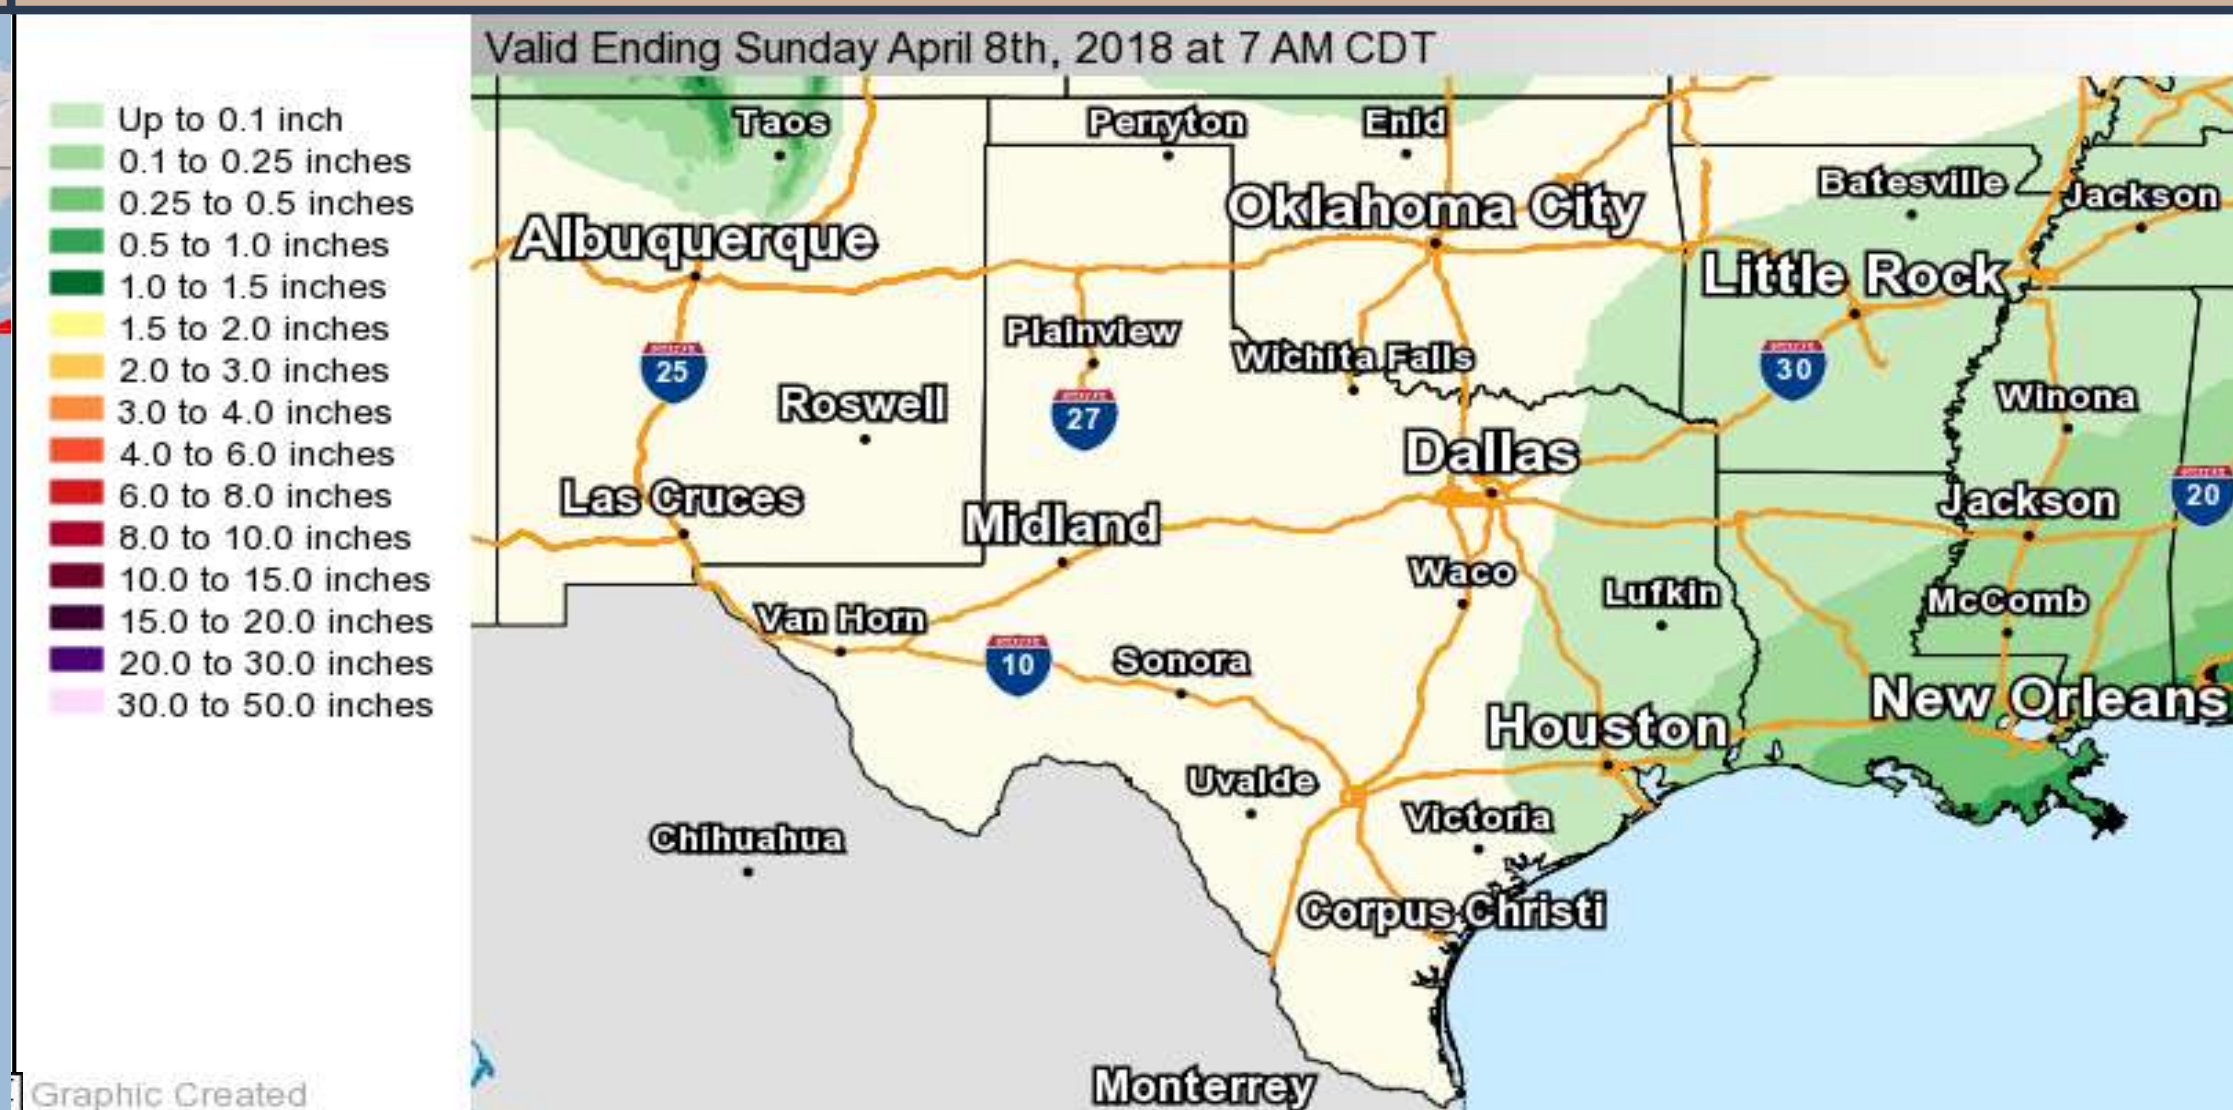 Valid Ending Sunday April 8th, 2018 at 7 AM CDT
Up to 0.1 inch
0.1 to 0.25 inches
0.25 to 0.5 inches
0.5 to 1.0 inches
1.0 to 1.5 inches
1.5 to 2.0 inches
2.0 to 3.0 inches
3.0 to 4.0 inches
4.0 to 6.0 inches
6.0 to 8.0 inches
8.0 to 10.0 inches
10.0 to 15.0 inches
15.0 to 20.0 inches
20.0 to 30.0 inches
30.0 to 50.0 inches
Graphic Created
Taos
Perryton
Enid
Batesville
Jackson
Oklahoma City
Albuquerque
Little Rock
Plainview
Wichita Falls
25
30
Winona
Roswell
27
Dallas
Las Cruces
20
Jackson
Midland
Waco
Lufkin
McComb
Van Horn
10
Sonora
New Orleans
Houston
Uvalde
Victoria
Chihuahua
Corpus Christi
Monterrey